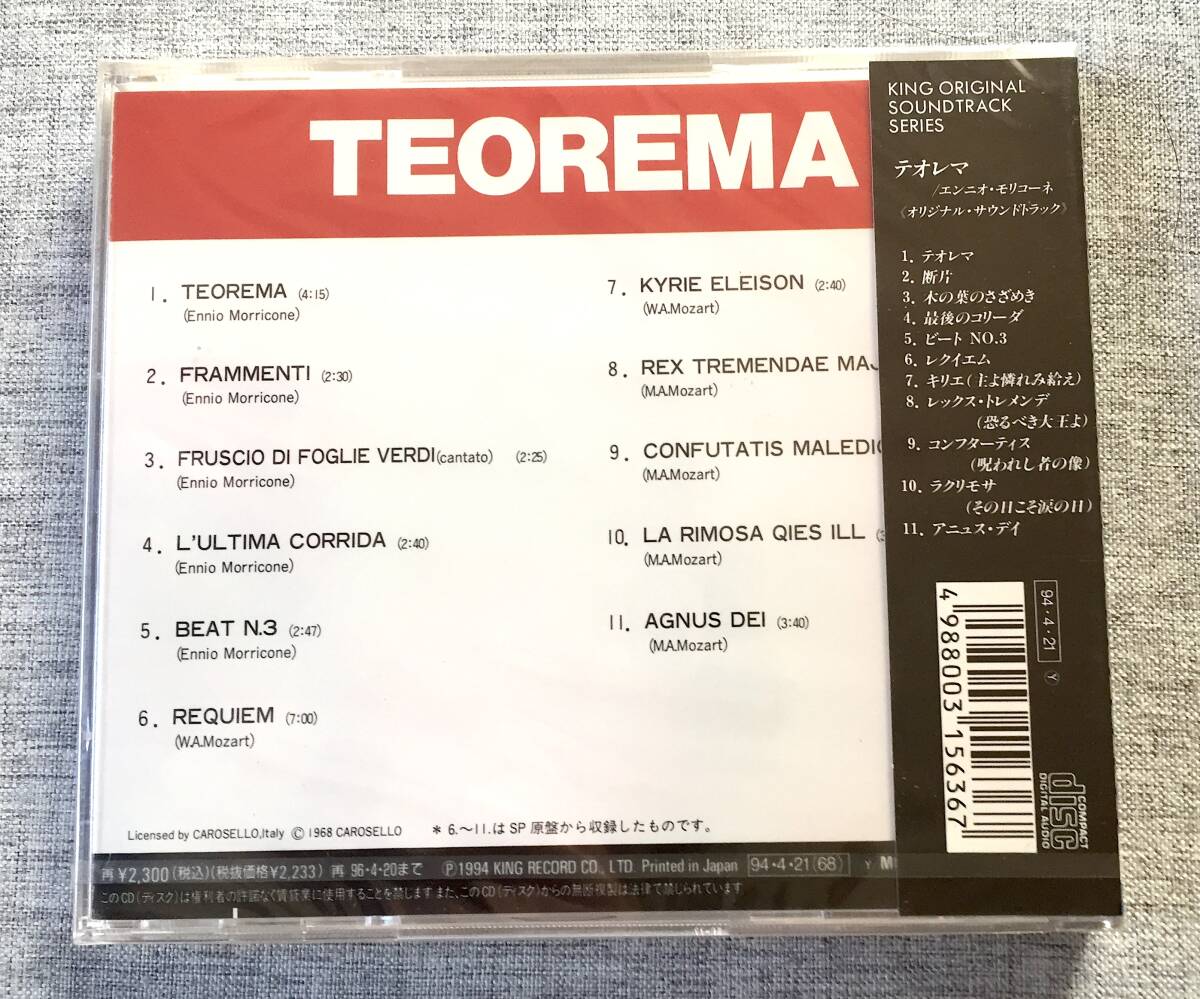 TEOREMA
1. TEOREMA (4:15)
(Ennio Morricone)
2. FRAMMENTI (2:30)
(Ennio Morricone)
3. FRUSCIO DI FOGLIE VERDI(cantato) (2:25)
(Ennio Morricone)
4. L'ULTIMA CORRIDA (2:40)
(Ennio Morricone)
5. BEAT N.3 (2:47)
(Ennio Morricone)
6. REQUIEM (7:00)
(W.A.Mozart)
7. KYRIE ELEISON (2:40)
(W.A.Mozart)
8. REX TREMENDAE
(M.A.Mozart)
9. CONFUTATIS
(M.A.Mozart)
10. LA RIMOSA QIES ILL
(M.A.Mozart)
11. AGNUS DEI (3:40)
(M.A.Mozart)
Licensed by CAROSELLO,Italy © 1968 CAROSELLO
＊6.〜11.はSP原盤から収録したものです。
再 ¥2,300(税込)(税抜価格¥2,233) 再 96・4・20まで Ⓟ1994 KING RECORD CO., LTD. Printed in Japan 94・4・21(68) Y
このCD(ディスク)は権利者の許諾なく賃貸業に使用することを禁じます また、このCD(ディスク)からの無断複製は法律で禁じられています
KING ORIGINAL
SOUNDTRACK
SERIES
テオレマ
/エンニオ・モリコーネ
《オリジナル・サウンドトラック》
1. テオレマ
2. 断片
3. 木の葉のさざめき
4. 最後のコリーダ
5. ビート NO.3
6. レクイエム
7. キリエ(主よ憐れみ給え)
8. レックス・トレメンデ
(恐るべき大王よ)
9. コンフターティス
(呪われし者の像)
10. ラクリモサ
(その日こそ涙の日)
11. アニュス・デイ
94・4・21
Y
4 988003 156367
COMPACT
disc
DIGITAL AUDIO